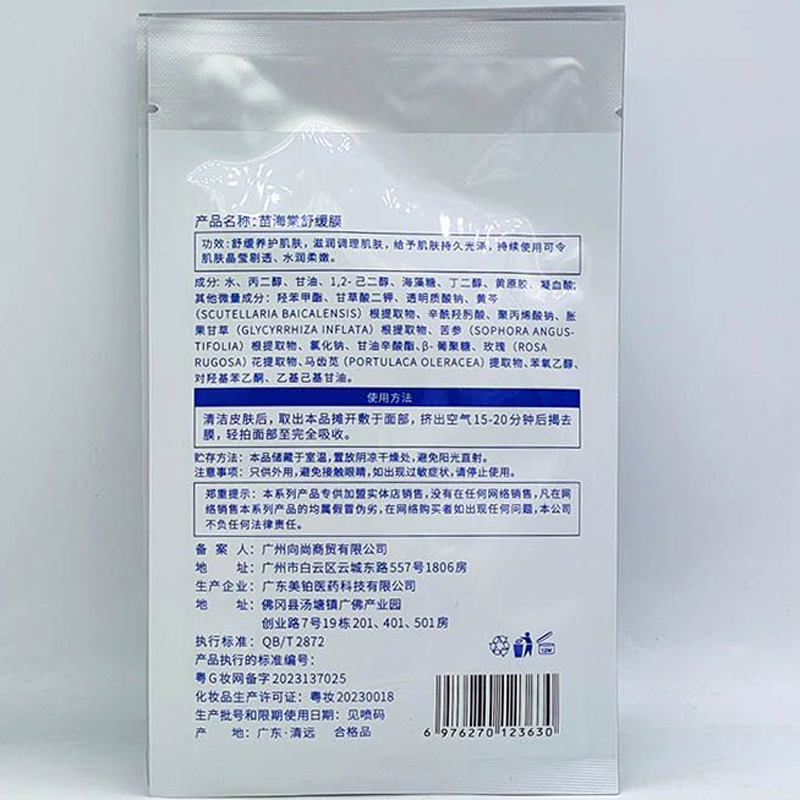 产品名称：苗海棠舒缓膜
功效：舒缓养护肌肤，滋润调理肌肤，给予肌肤持久光泽，持续使用可令
肌肤晶莹剔透、水润柔嫩。
成分：水、丙二醇、甘油、1,2-己二醇、海藻糖、丁二醇、黄原胶、凝血酸;
其他微量成分：羟苯甲酯、甘草酸二钾、透明质酸钠、黄芩
(SCUTELLARIA BAICALENSIS）根提取物、辛酰羟肟酸、聚丙烯酸钠、胀
果甘草（GLYCYRRHIZA INFLATA）根提取物、苦参（SOPHORA ANGUS-
TIFOLIA）根提取物、氯化钠、甘油辛酸酯、β-葡聚糖、玫瑰（ROSA
RUGOSA）花提取物、马齿苋（PORTULACA OLERACEA）提取物、苯氧乙醇、
对羟基苯乙酮、乙基己基甘油。
使用方法
清洁皮肤后，取出本品摊开敷于面部，挤出空气15-20分钟后揭去
膜，轻拍面部至完全吸收。
贮存方法：本品储藏于室温，置放阴凉干燥处，避免阳光直射。
注意事项：只供外用，避免接触眼睛，如出现过敏症状，请停止使用。
郑重提示：本系列产品专供加盟实体店销售，没有在任何网络销售，凡在网
络销售本系列产品的均属假冒伪劣，在网络购买者如出现任何问题，本公司
不负任何法律责任。
备案人：广州向尚商贸有限公司
地址：广州市白云区云城东路557号1806房
生产企业：广东美铂医药科技有限公司
地址：佛冈县汤塘镇广佛产业园
创业路7号19栋201、401、501房
执行标准：QB/T 2872
产品执行的标准编号：
粤G妆网备字2023137025
化妆品生产许可证：粤妆20230018
生产批号和限期使用日期：见喷码
产地：广东·清远 合格品
12M
6 976270 123630